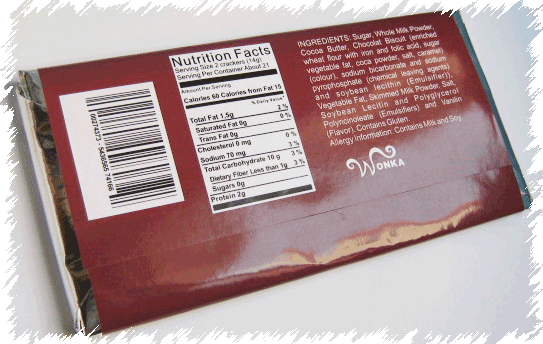 Nutrition Facts
Serving Size 2 crackers (14g)
Serving Per Container About 21
Amount Per Serving
Calories 60 Calories from Fat 15
% Daily Value*
Total Fat 1.5g 2 %
Saturated Fat 0g 0 %
Trans Fat 0g
Cholesterol 0 mg 0 %
Sodium 70 mg 3 %
Total Carbohydrate 10 g 3 %
Dietary Fiber Less than 1g 3 %
Sugars 0g
Protein 2g
INGREDIENTS: Sugar, Whole Milk Powder,
Cocoa Butter, Chocolat Biscuit (enriched
wheat flour with iron and folic acid, sugar
vegetable fat, coca powder, salt, caramel)
(colour), sodium bicarbonate and sodium
pyrophosphate (chemical leaving agents)
and soybean lecithin (Emulsifier)).
Negetable Fat, Skimmed Milk Powder, Salt,
Soybean Lecitin and Polyglycerol
Polyricinoleate (Emulsifiers) and Vanilin
(Flavor). Contains Gluten.
Allergy Information: Contains Milk and Soy
WONKA